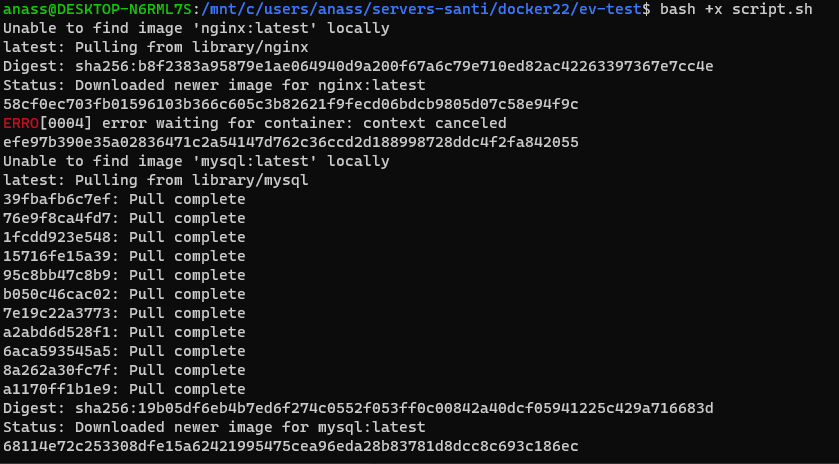 anass@DESKTOP-N6RML7S:/mnt/c/users/anass/servers-santi/docker22/ev-test$ bash +x script.sh
Unable to find image 'nginx:latest' locally
latest: Pulling from library/nginx
Digest: sha256:b8f2383a95879e1ae064940d9a200f67a6c79e710ed82ac42263397367e7cc4e
Status: Downloaded newer image for nginx:latest
58cf0ec703fb01596103b366c605c3b82621f9fecd06bdcb9805d07c58e94f9c
ERRO[0004] error waiting for container: context canceled
efe97b390e35a02836471c2a54147d762c36ccd2d188998728ddc4f2fa842055
Unable to find image 'mysql:latest' locally
latest: Pulling from library/mysql
39fbafb6c7ef: Pull complete
76e9f8ca4fd7: Pull complete
1fcdd923e548: Pull complete
15716fe15a39: Pull complete
95c8bb47c8b9: Pull complete
b050c46cac02: Pull complete
7e19c22a3773: Pull complete
a2abd6d528f1: Pull complete
6aca593545a5: Pull complete
8a262a30fc7f: Pull complete
a1170ff1b1e9: Pull complete
Digest: sha256:19b05df6eb4b7ed6f274c0552f053ff0c00842a40dcf05941225c429a716683d
Status: Downloaded newer image for mysql:latest
68114e72c253308dfe15a62421995475cea96eda28b83781d8dcc8c693c186ec